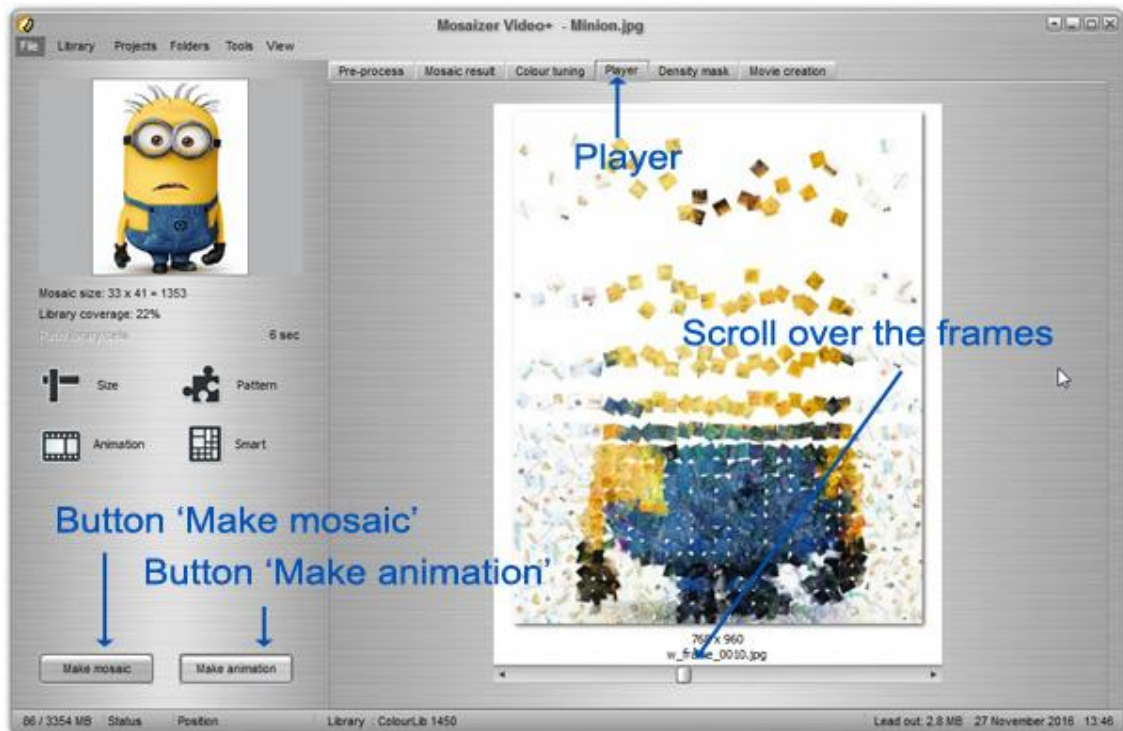 Mosaizer Video+ - Minion.jpg
File Library Projects Folders Tools View
Pre-process Mosaic result Colour tuning Player Density mask Movie creation
Player
Mosaic size: 33 x 41 = 1353
Library coverage: 22%
6 sec
Scroll over the frames
Size Pattern
Animation Smart
Button ‘Make mosaic’
Button ‘Make animation’
768 x 960
w_frame_0010.jpg
Make mosaic Make animation
86 / 3354 MB Status Position Library : ColourLib 1450 Lead out: 2.8 MB 27 November 2016 13:46